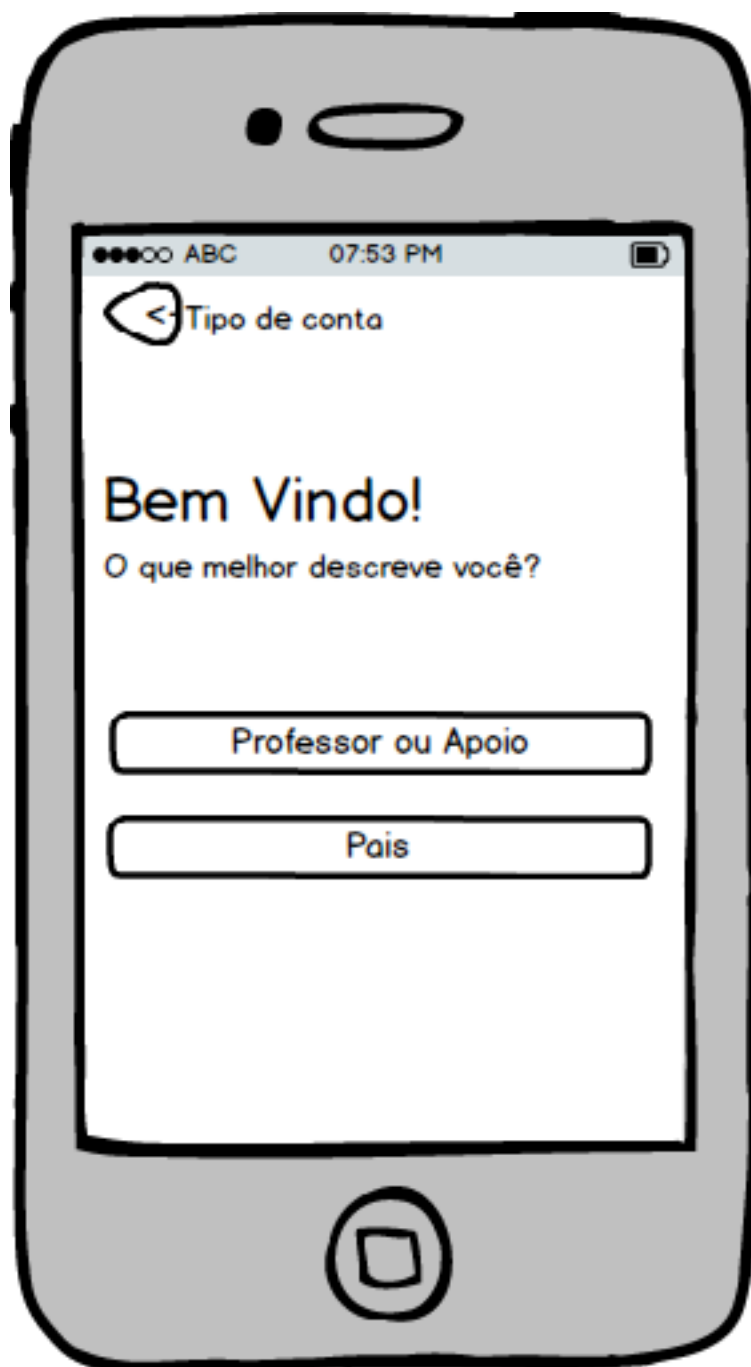 ABC 07:53 PM
<- Tipo de conta
Bem Vindo!
O que melhor descreve você?
Professor ou Apoio
Pais